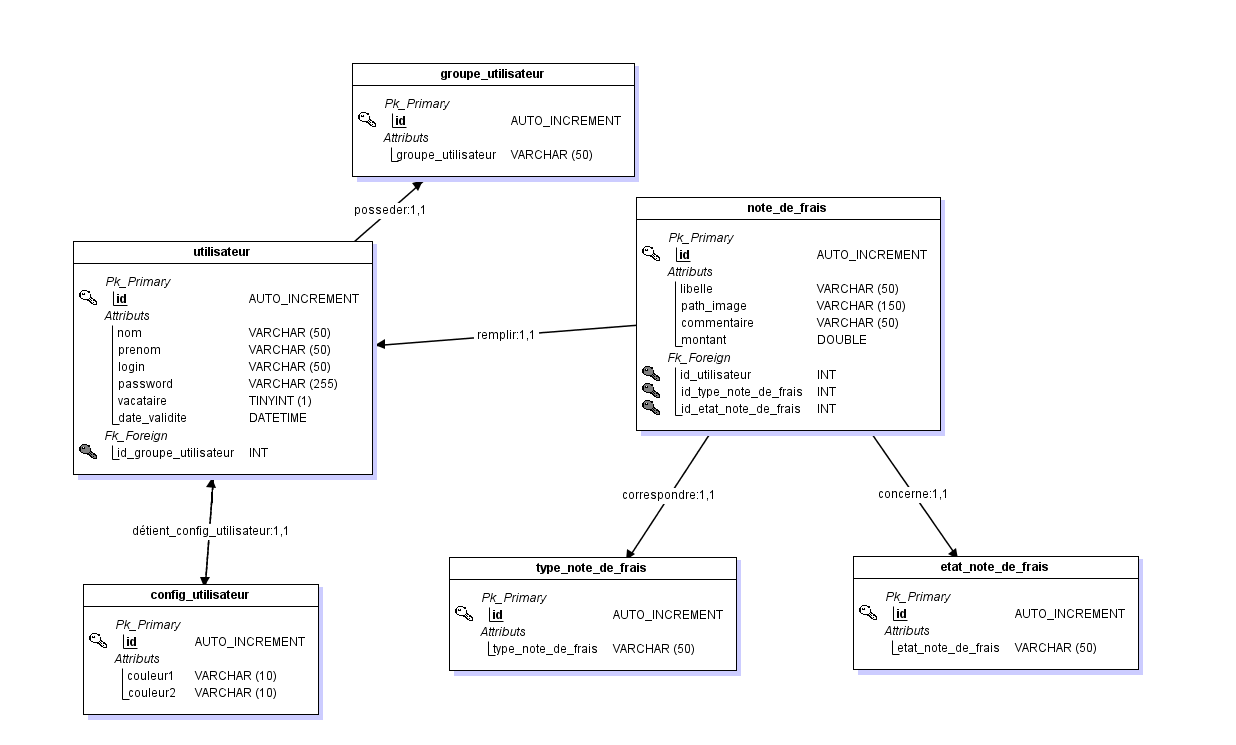 groupe_utilisateur
Pk_Primary
id AUTO_INCREMENT
Attributs
groupe_utilisateur VARCHAR (50)
posseder:1,1
utilisateur
Pk_Primary
id AUTO_INCREMENT
Attributs
nom VARCHAR (50)
prenom VARCHAR (50)
login VARCHAR (50)
password VARCHAR (255)
vacataire TINYINT (1)
date_validite DATETIME
Fk_Foreign
id_groupe_utilisateur INT
remplir:1,1
note_de_frais
Pk_Primary
id AUTO_INCREMENT
Attributs
libelle VARCHAR (50)
path_image VARCHAR (150)
commentaire VARCHAR (50)
montant DOUBLE
Fk_Foreign
id_utilisateur INT
id_type_note_de_frais INT
id_etat_note_de_frais INT
détient_config_utilisateur:1,1
correspondre:1,1
concerne:1,1
config_utilisateur
Pk_Primary
id AUTO_INCREMENT
Attributs
couleur1 VARCHAR (10)
couleur2 VARCHAR (10)
type_note_de_frais
Pk_Primary
id AUTO_INCREMENT
Attributs
type_note_de_frais VARCHAR (50)
etat_note_de_frais
Pk_Primary
id AUTO_INCREMENT
Attributs
etat_note_de_frais VARCHAR (50)